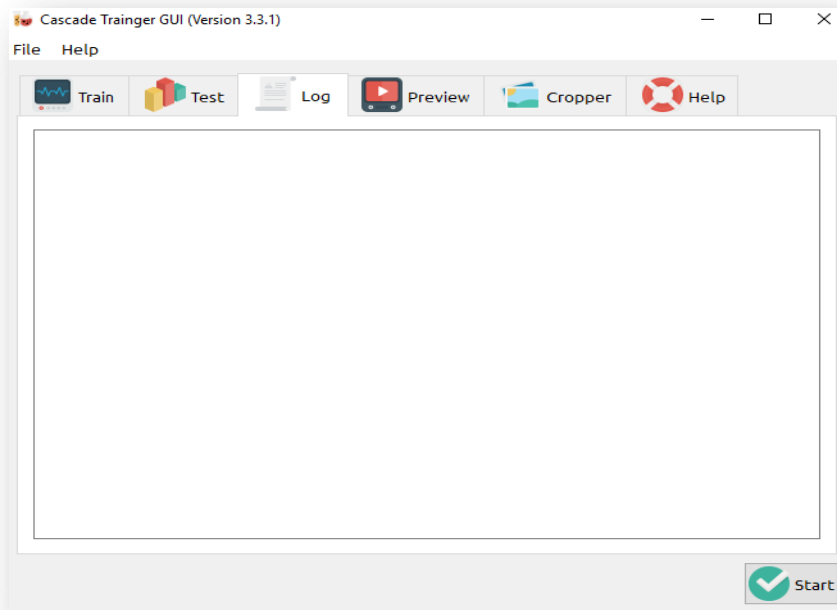 Cascade Trainger GUI (Version 3.3.1)
File Help
Train Test Log Preview Cropper Help
Start